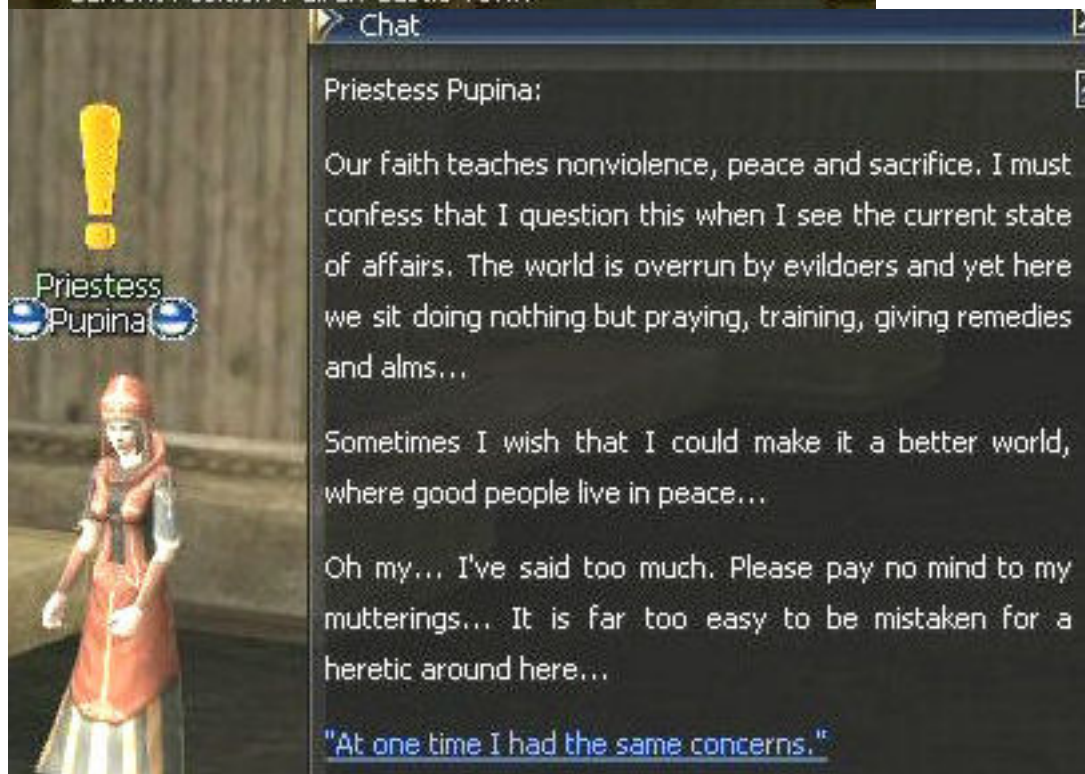 Chat
Priestess Pupina:
Our faith teaches nonviolence, peace and sacrifice. I must
confess that I question this when I see the current state
of affairs. The world is overrun by evildoers and yet here
we sit doing nothing but praying, training, giving remedies
and alms...
Sometimes I wish that I could make it a better world,
where good people live in peace...
Oh my... I've said too much. Please pay no mind to my
mutterings... It is far too easy to be mistaken for a
heretic around here...
"At one time I had the same concerns."
Priestess
Pupina